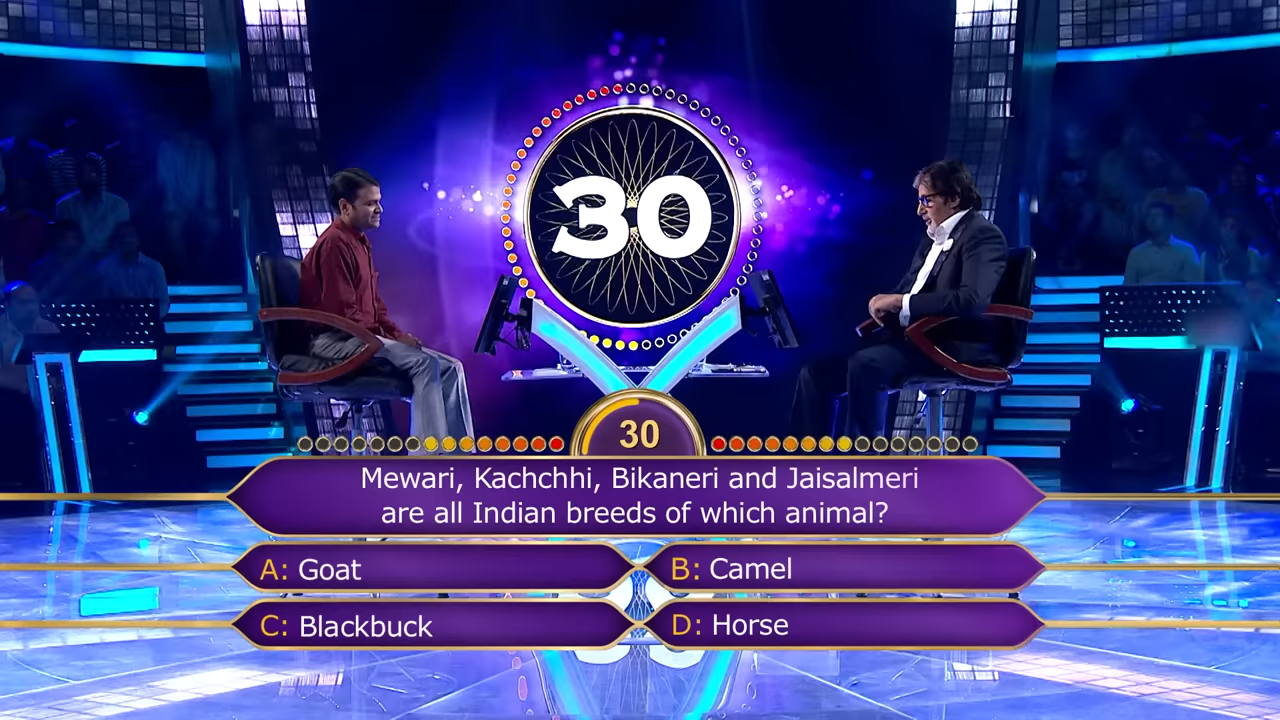 30
30
Mewari, Kachchhi, Bikaneri and Jaisalmeri
are all Indian breeds of which animal?
A: Goat
B: Camel
C: Blackbuck
D: Horse